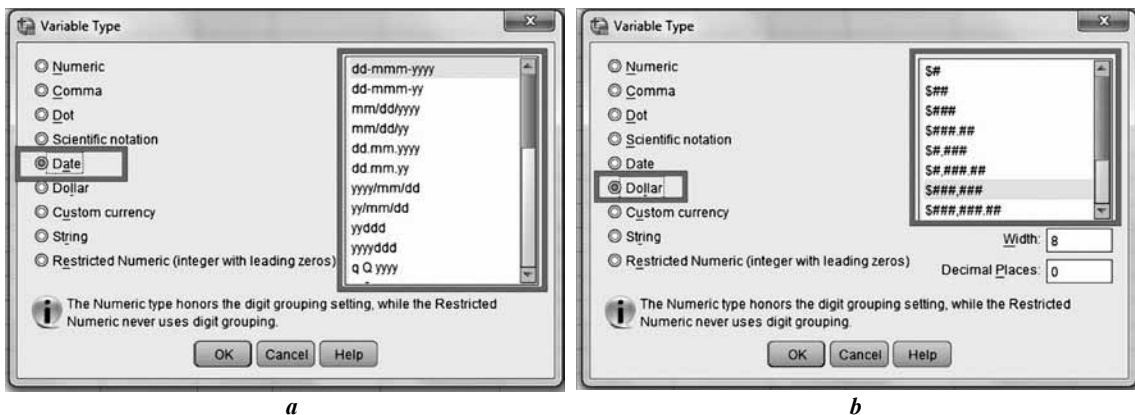 Variable Type
Numeric
Comma
Dot
Scientific notation
Date
Dollar
Custom currency
String
Restricted Numeric (integer with leading zeros)
dd-mmm-yyyy
dd-mmm-yy
mm/dd/yyyy
mm/dd/yy
dd.mm.yyyy
dd.mm.yy
yyyy/mm/dd
yy/mm/dd
yyddd
yyyyddd
q Q yyyy
The Numeric type honors the digit grouping setting, while the Restricted
Numeric never uses digit grouping.
OK Cancel Help
a
Variable Type
Numeric
Comma
Dot
Scientific notation
Date
Dollar
Custom currency
String
Restricted Numeric (integer with leading zeros)
$#
$##
$###
$###.##
$#,###
$#,###.##
$###,###
$###,###.##
Width: 8
Decimal Places: 0
The Numeric type honors the digit grouping setting, while the Restricted
Numeric never uses digit grouping.
OK Cancel Help
b